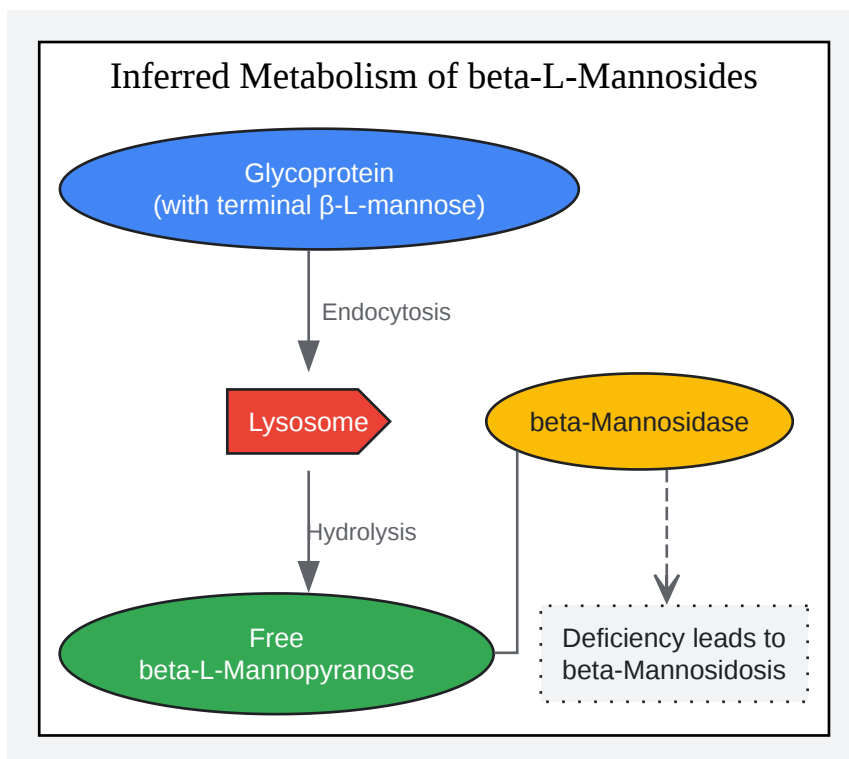 Inferred Metabolism of beta-L-Mannosides
Glycoprotein
(with terminal β-L-mannose)
Endocytosis
Lysosome
beta-Mannosidase
Hydrolysis
Free
beta-L-Mannopyranose
Deficiency leads to
beta-Mannosidosis